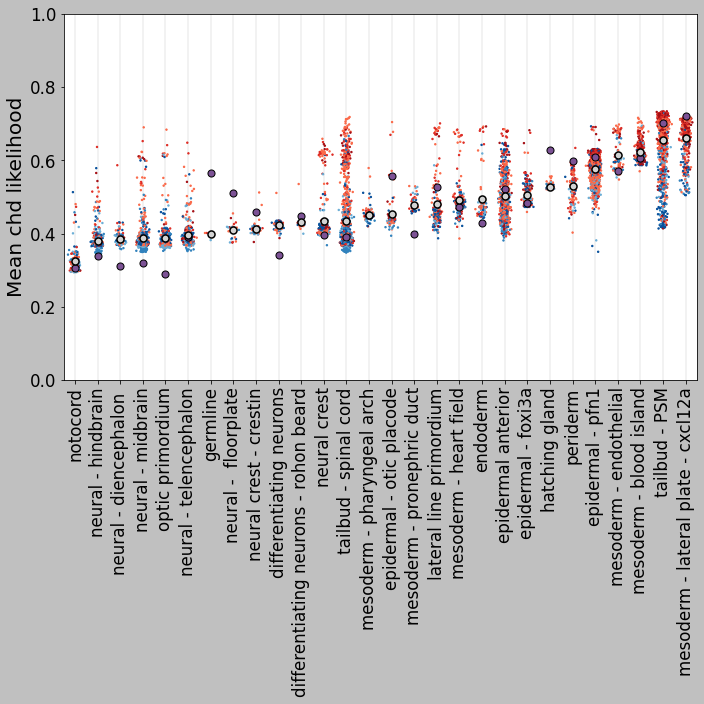 1.0
0.8
0.6
0.4
0.2
0.0
Mean chd likelihood
notocord
neural - hindbrain
neural - diencephalon
neural - midbrain
optic primordium
neural - telencephalon
germline
neural -  floorplate
neural crest - crestin
differentiating neurons
differentiating neurons - rohon beard
neural crest
tailbud - spinal cord
mesoderm - pharyngeal arch
epidermal - otic placode
mesoderm - pronephric duct
lateral line primordium
mesoderm - heart field
endoderm
epidermal anterior
epidermal - foxi3a
hatching gland
periderm
epidermal - pfn1
mesoderm - endothelial
mesoderm - blood island
tailbud - PSM
mesoderm - lateral plate - cxcl12a